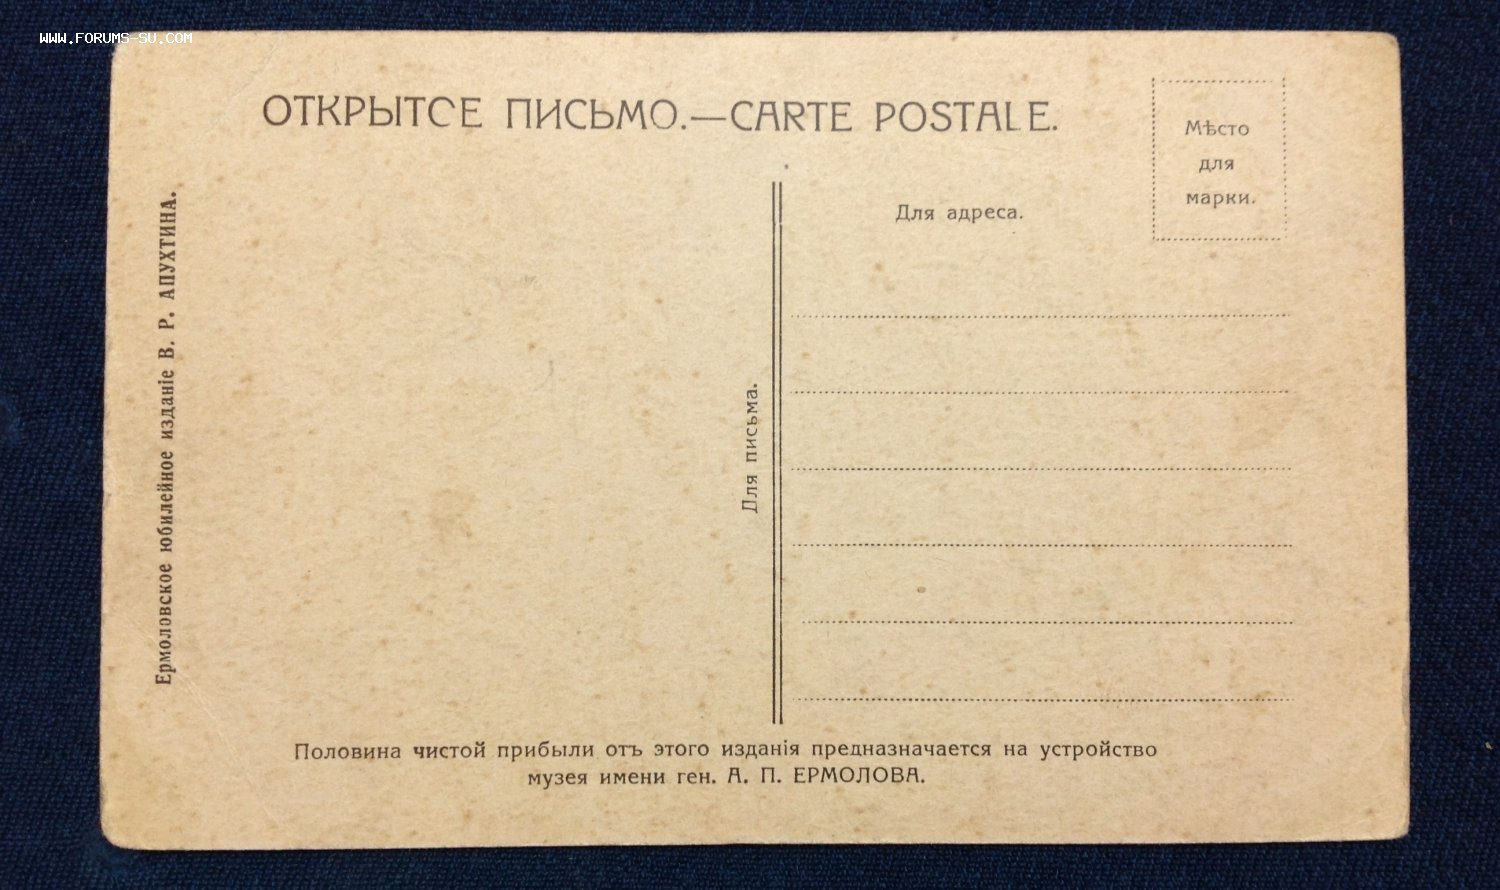 www.forums-su.com
ОТКРЫТСЕ ПИСЬМО.—CARTE POSTALE.
Мѣсто
для
марки.
Для адреса.
Ермоловское юбилейное изданіе В. Р. АПУХТИНА.
Для письма.
Половина чистой прибыли отъ этого изданія предназначается на устройство
музея имени ген. А. П. ЕРМОЛОВА.